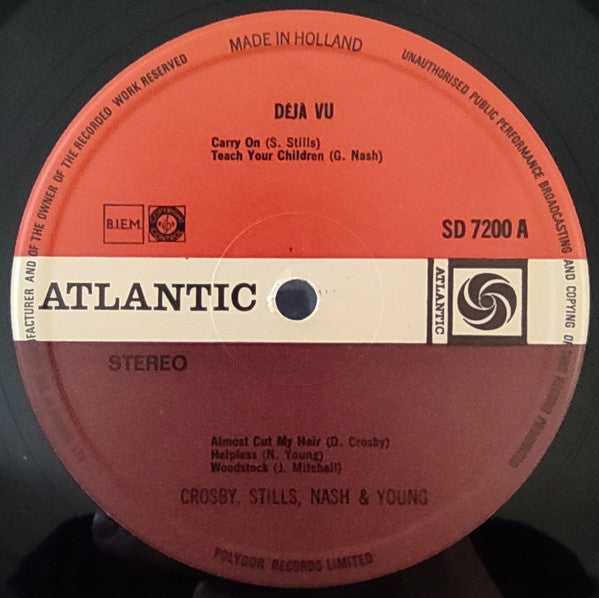 MADE IN HOLLAND
UNAUTHORISED PUBLIC PERFORMANCE BROADCASTING AND COPYING OF
FACTURER AND OF THE OWNER OF THE RECORDED WORK RESERVED
DÉJÀ VU
Carry On (S. Stills)
Teach Your Children (G. Nash)
B.I.E.M.
SD 7200 A
ATLANTIC
ATLANTIC
STEREO
Almost Cut My Hair (D. Crosby)
Helpless (N. Young)
Woodstock (J. Mitchell)
CROSBY, STILLS, NASH & YOUNG
POLYDOR RECORDS LIMITED